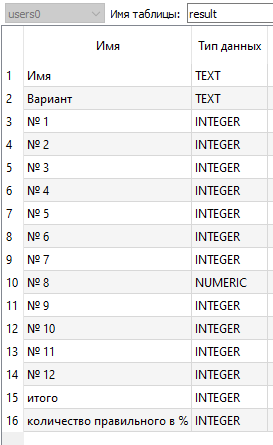 users0 Имя таблицы: result
Имя Тип данных
1 Имя TEXT
2 Вариант TEXT
3 № 1 INTEGER
4 № 2 INTEGER
5 № 3 INTEGER
6 № 4 INTEGER
7 № 5 INTEGER
8 № 6 INTEGER
9 № 7 INTEGER
10 № 8 NUMERIC
11 № 9 INTEGER
12 № 10 INTEGER
13 № 11 INTEGER
14 № 12 INTEGER
15 итого INTEGER
16 количество правильного в % INTEGER